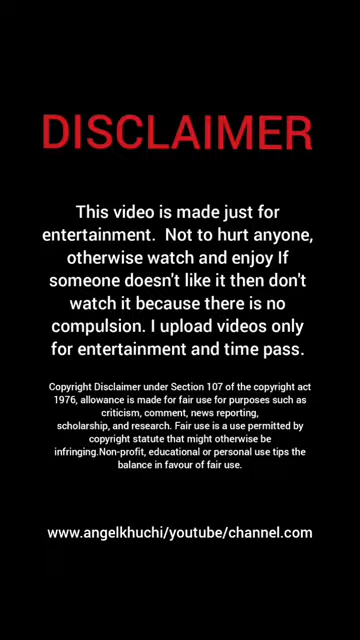 DISCLAIMER
This video is made just for
entertainment. Not to hurt anyone,
otherwise watch and enjoy If
someone doesn't like it then don't
watch it because there is no
compulsion. I upload videos only
for entertainment and time pass.
Copyright Disclaimer under Section 107 of the copyright act
1976, allowance is made for fair use for purposes such as
criticism, comment, news reporting,
scholarship, and research. Fair use is a use permitted by
copyright statute that might otherwise be
infringing.Non-profit, educational or personal use tips the
balance in favour of fair use.
www.angelkhuchi/youtube/channel.com